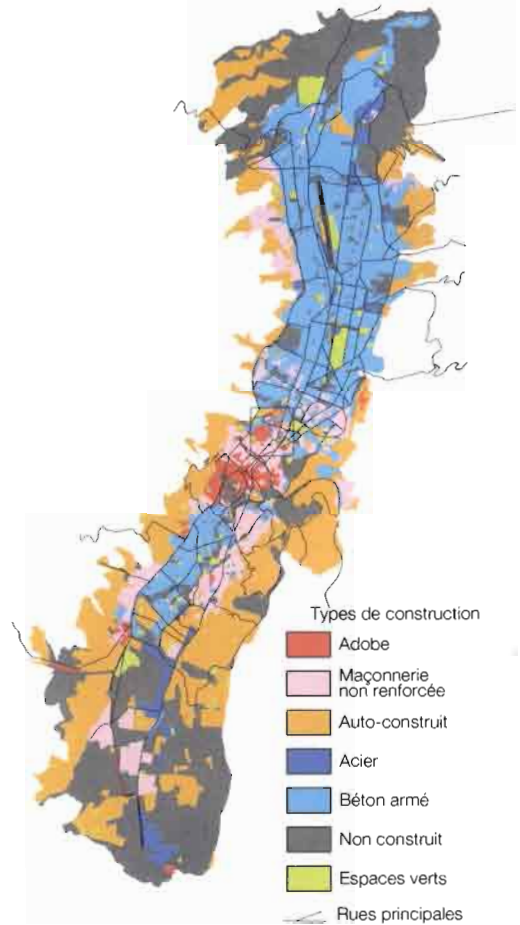 Types de construction
Adobe
Maçonnerie
non renforcée
Auto-construit
Acier
Béton armé
Non construit
Espaces verts
Rues principales